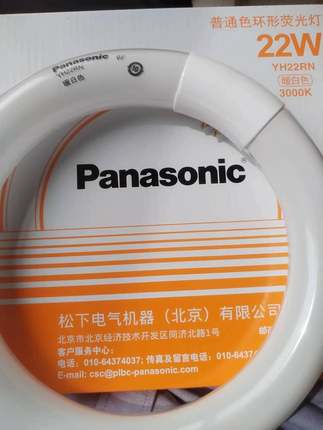 普通色环形荧光灯
22W
YH22RN
暖白色
3000K
Panasonic
YH22RN
暖白色
Panasonic
松下电气机器（北京）有限公司
北京市北京经济技术开发区同济北路1号
客户服务中心:
电话: 010-64374037; 传真及留言电话: 010-6437
E-mail: csc@plbc-panasonic.com